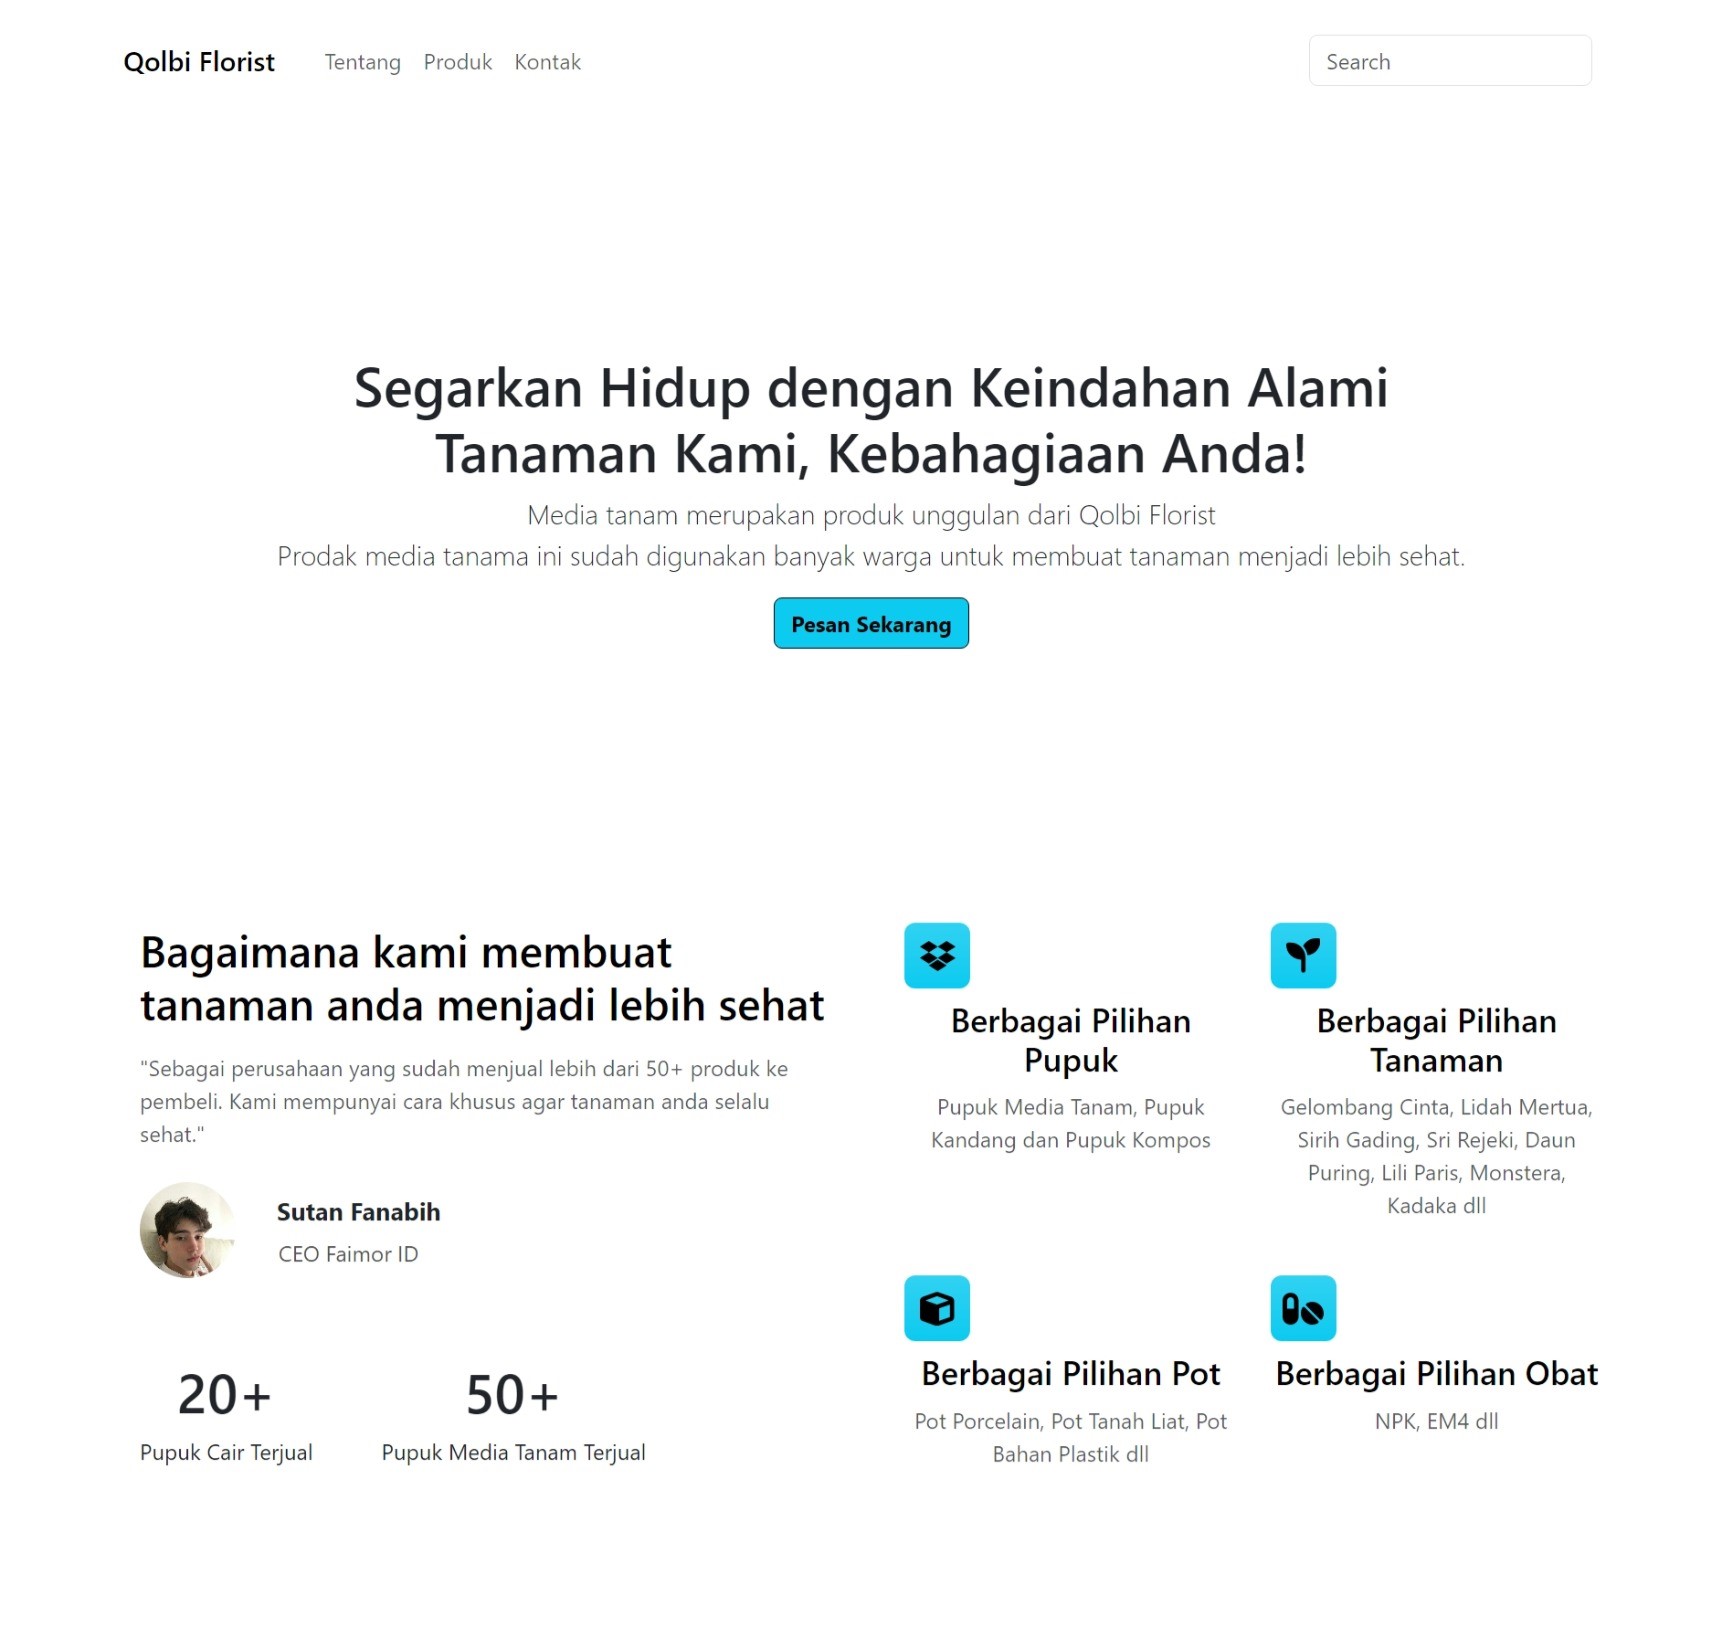 Qolbi Florist
Tentang
Produk
Kontak
Search
Segarkan Hidup dengan Keindahan Alami
Tanaman Kami, Kebahagiaan Anda!
Media tanam merupakan produk unggulan dari Qolbi Florist
Prodak media tanama ini sudah digunakan banyak warga untuk membuat tanaman menjadi lebih sehat.
Pesan Sekarang
Bagaimana kami membuat
tanaman anda menjadi lebih sehat
"Sebagai perusahaan yang sudah menjual lebih dari 50+ produk ke
pembeli. Kami mempunyai cara khusus agar tanaman anda selalu
sehat."
Sutan Fanabih
CEO Faimor ID
20+
Pupuk Cair Terjual
50+
Pupuk Media Tanam Terjual
Berbagai Pilihan
Pupuk
Pupuk Media Tanam, Pupuk
Kandang dan Pupuk Kompos
Berbagai Pilihan
Tanaman
Gelombang Cinta, Lidah Mertua,
Sirih Gading, Sri Rejeki, Daun
Puring, Lili Paris, Monstera,
Kadaka dll
Berbagai Pilihan Pot
Pot Porcelain, Pot Tanah Liat, Pot
Bahan Plastik dll
Berbagai Pilihan Obat
NPK, EM4 dll